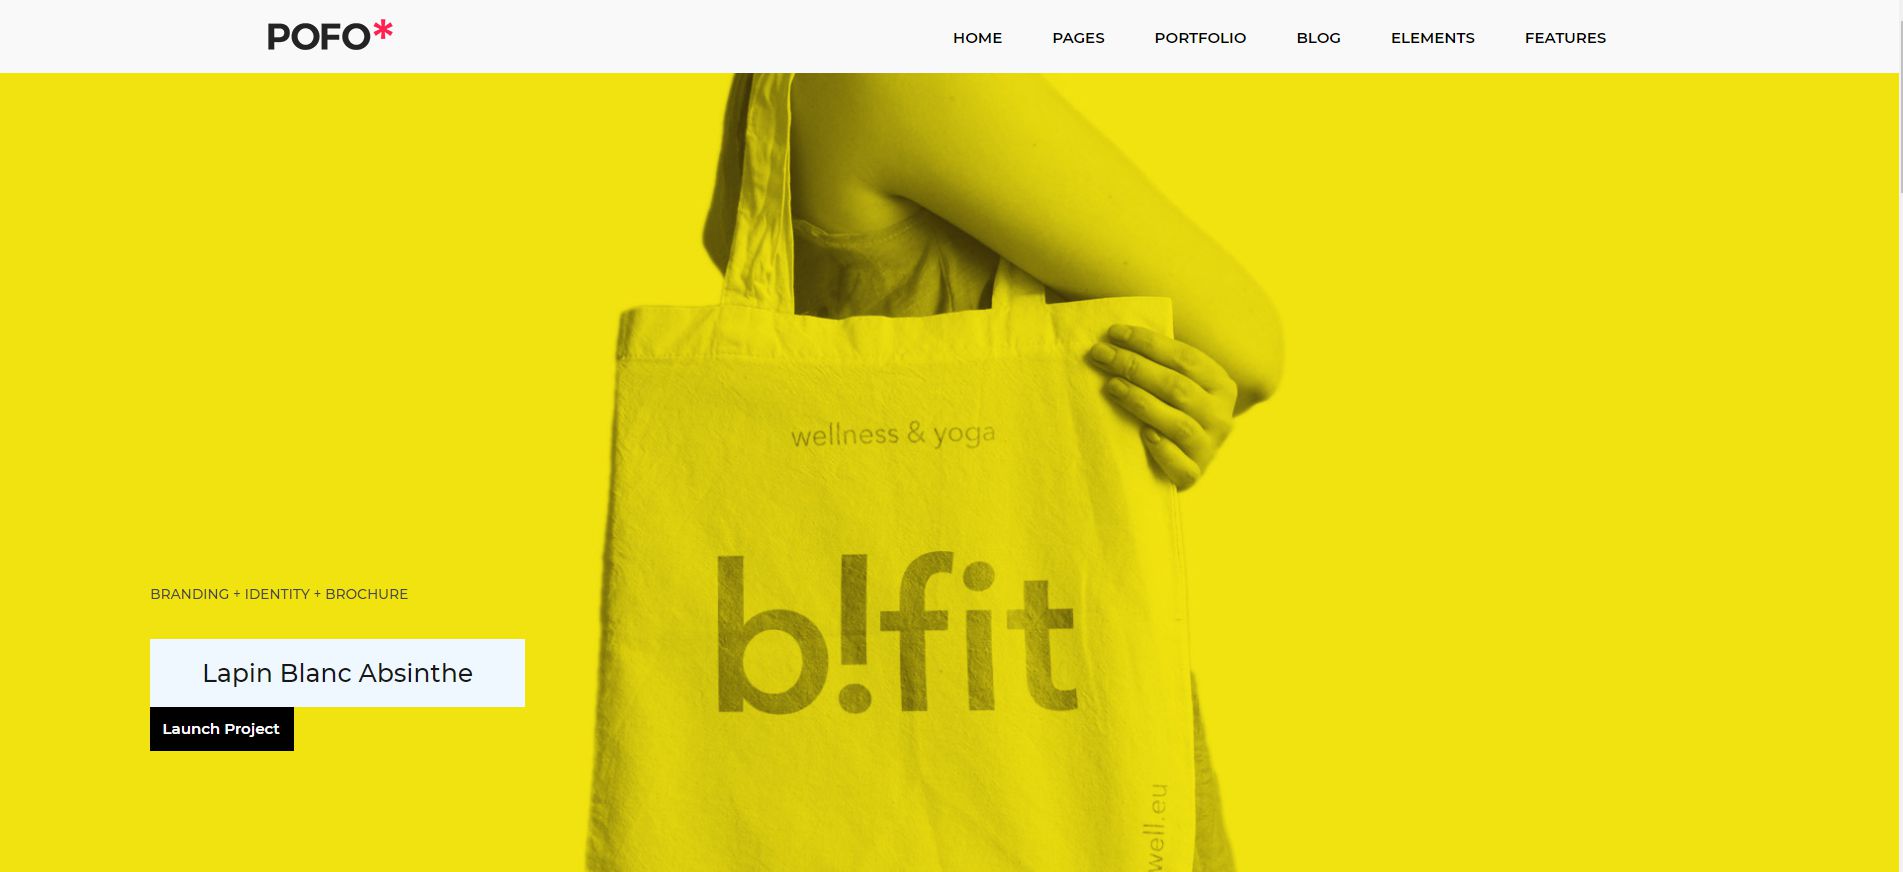 POFO*
HOME PAGES PORTFOLIO BLOG ELEMENTS FEATURES
wellness & yoga
b!fit
well.eu
BRANDING + IDENTITY + BROCHURE
Lapin Blanc Absinthe
Launch Project